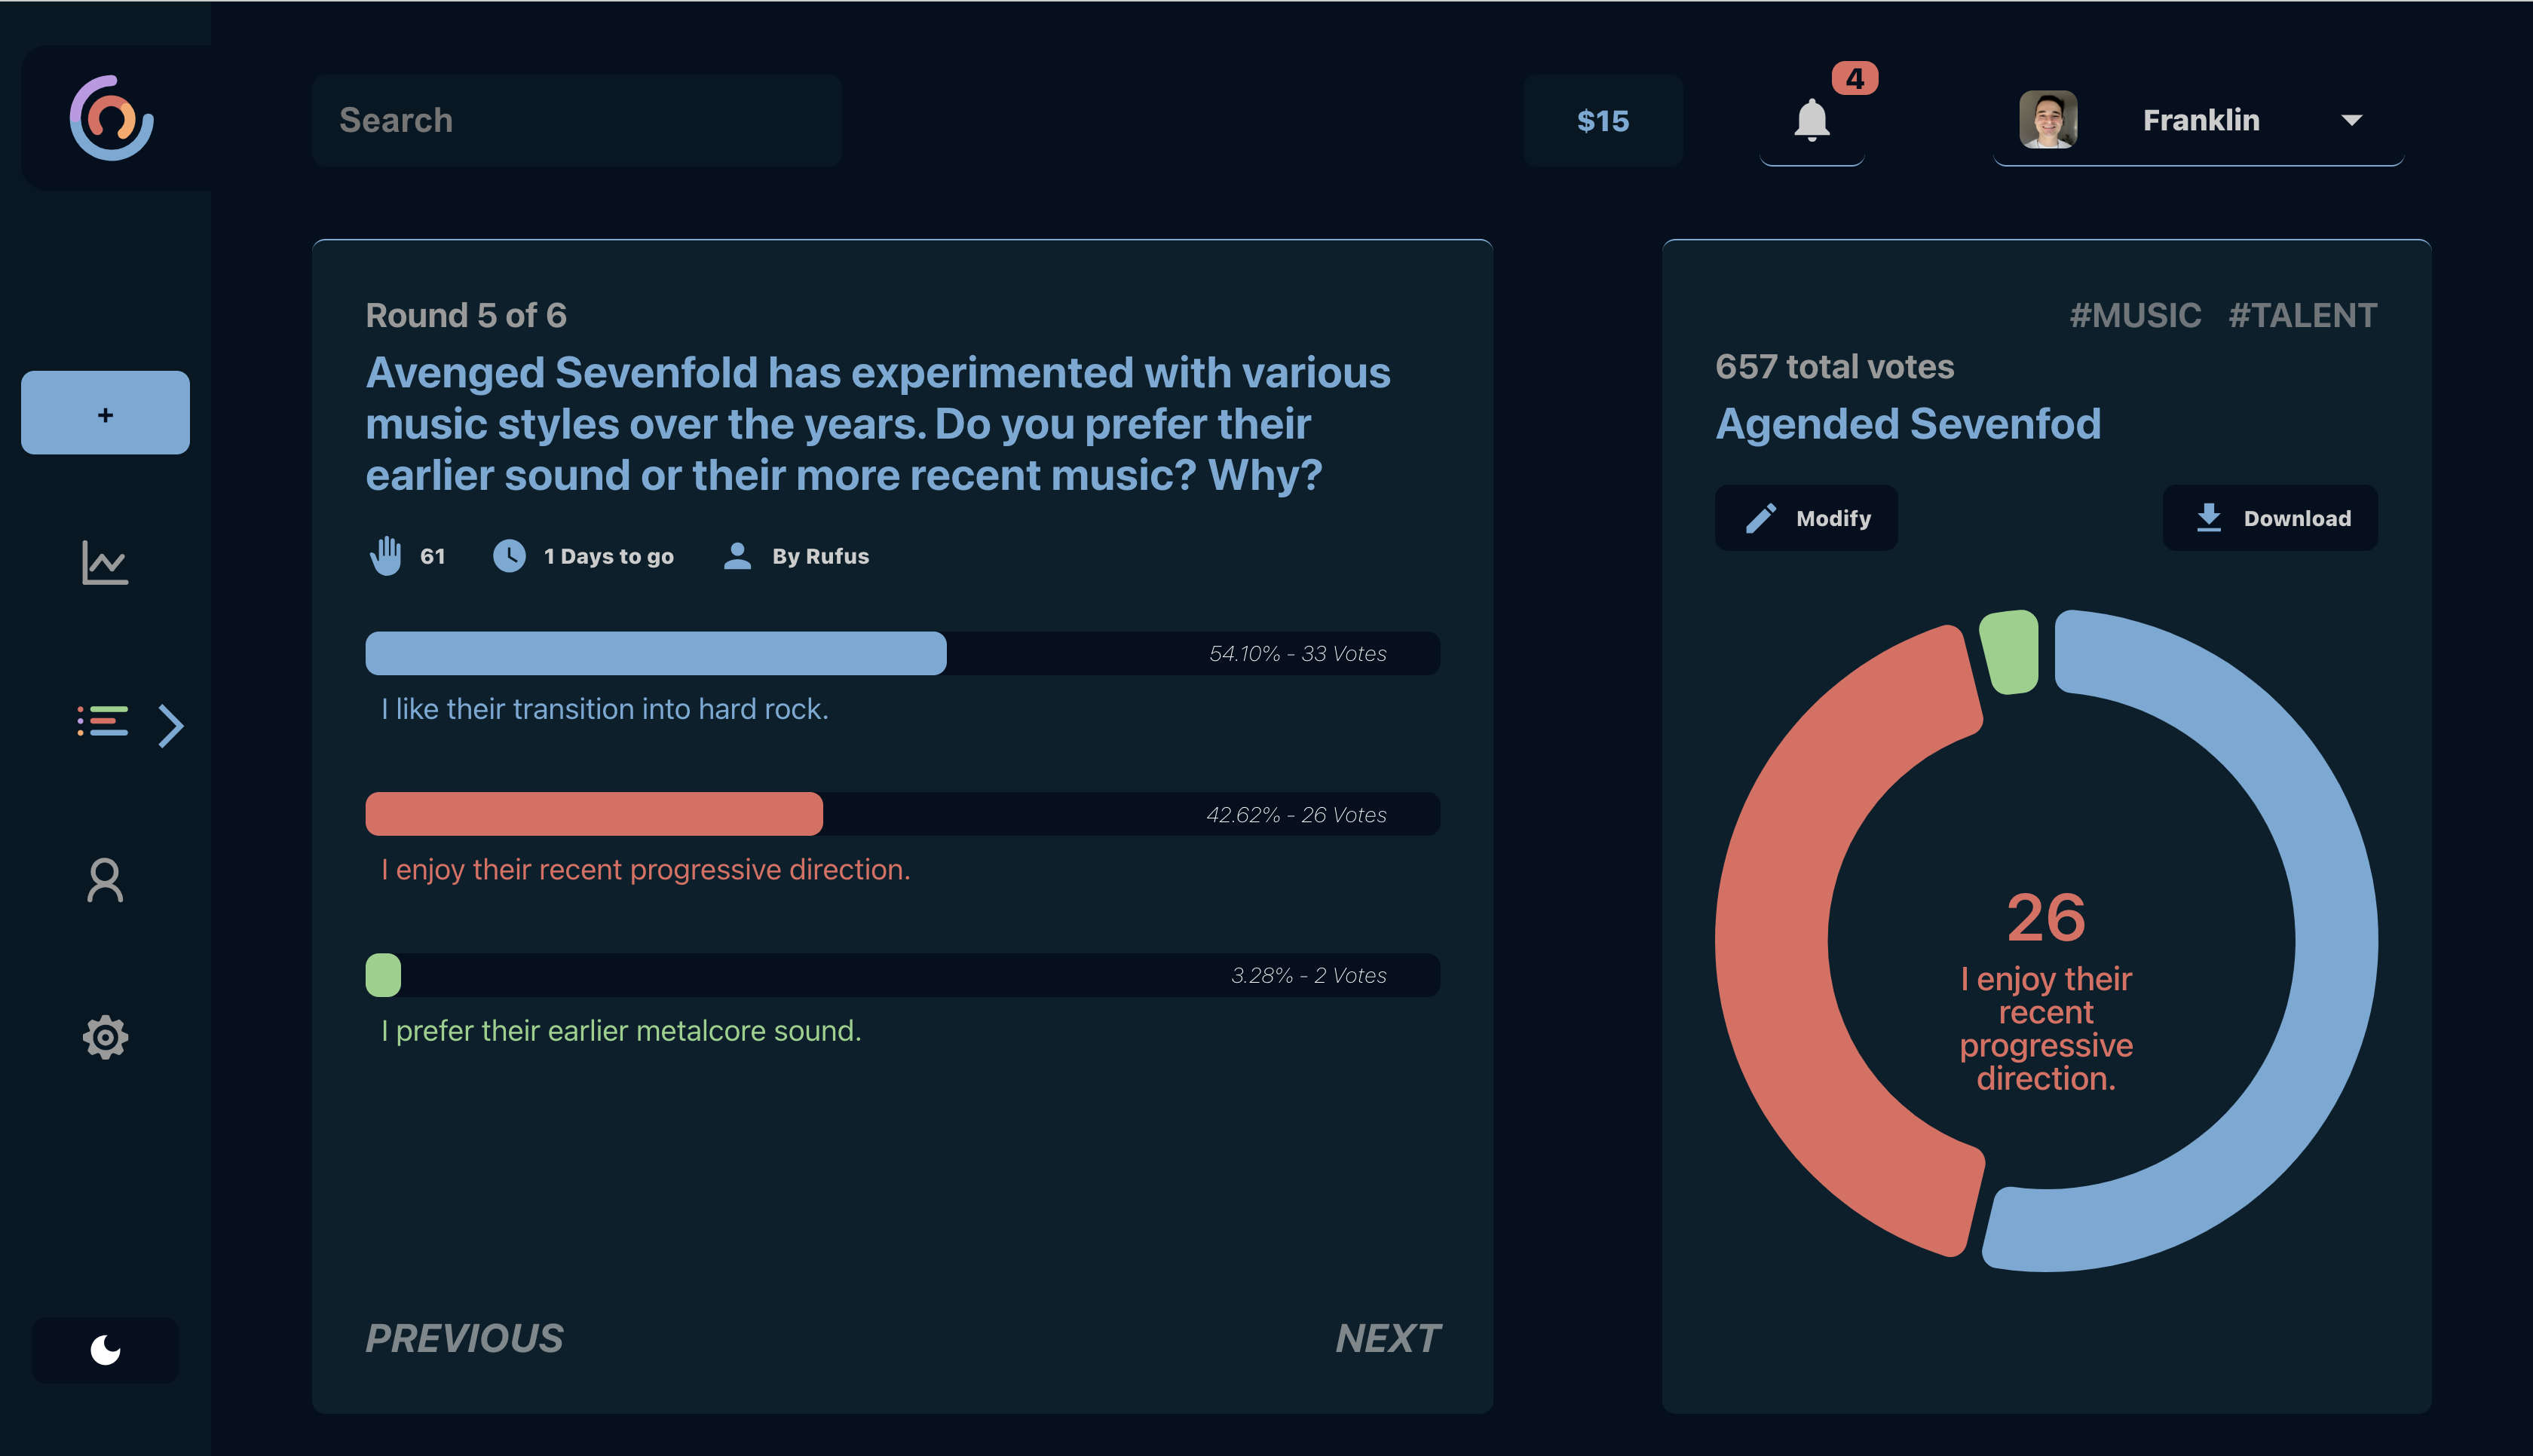 Search
$15
4
Franklin
+
Round 5 of 6
Avenged Sevenfold has experimented with various
music styles over the years. Do you prefer their
earlier sound or their more recent music? Why?
61
1 Days to go
By Rufus
54.10% - 33 Votes
I like their transition into hard rock.
42.62% - 26 Votes
I enjoy their recent progressive direction.
3.28% - 2 Votes
I prefer their earlier metalcore sound.
PREVIOUS
NEXT
#MUSIC #TALENT
657 total votes
Agended Sevenfod
Modify
Download
26
I enjoy their
recent
progressive
direction.